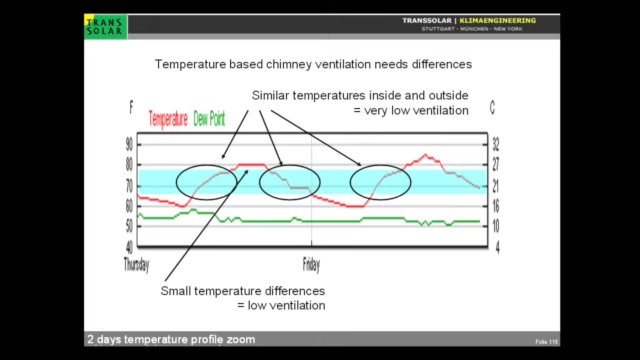 TRANS
SOLAR
TRANSSOLAR | KLIMAENGINEERING
STUTTGART - MÜNCHEN - NEW YORK
Temperature based chimney ventilation needs differences
Similar temperatures inside and outside
= very low ventilation
F
C
Temperature Dew Point
90
80
70
60
50
40
32
27
21
16
10
4
Thursday
Friday
Small temperature differences
= low ventilation
2 days temperature profile zoom